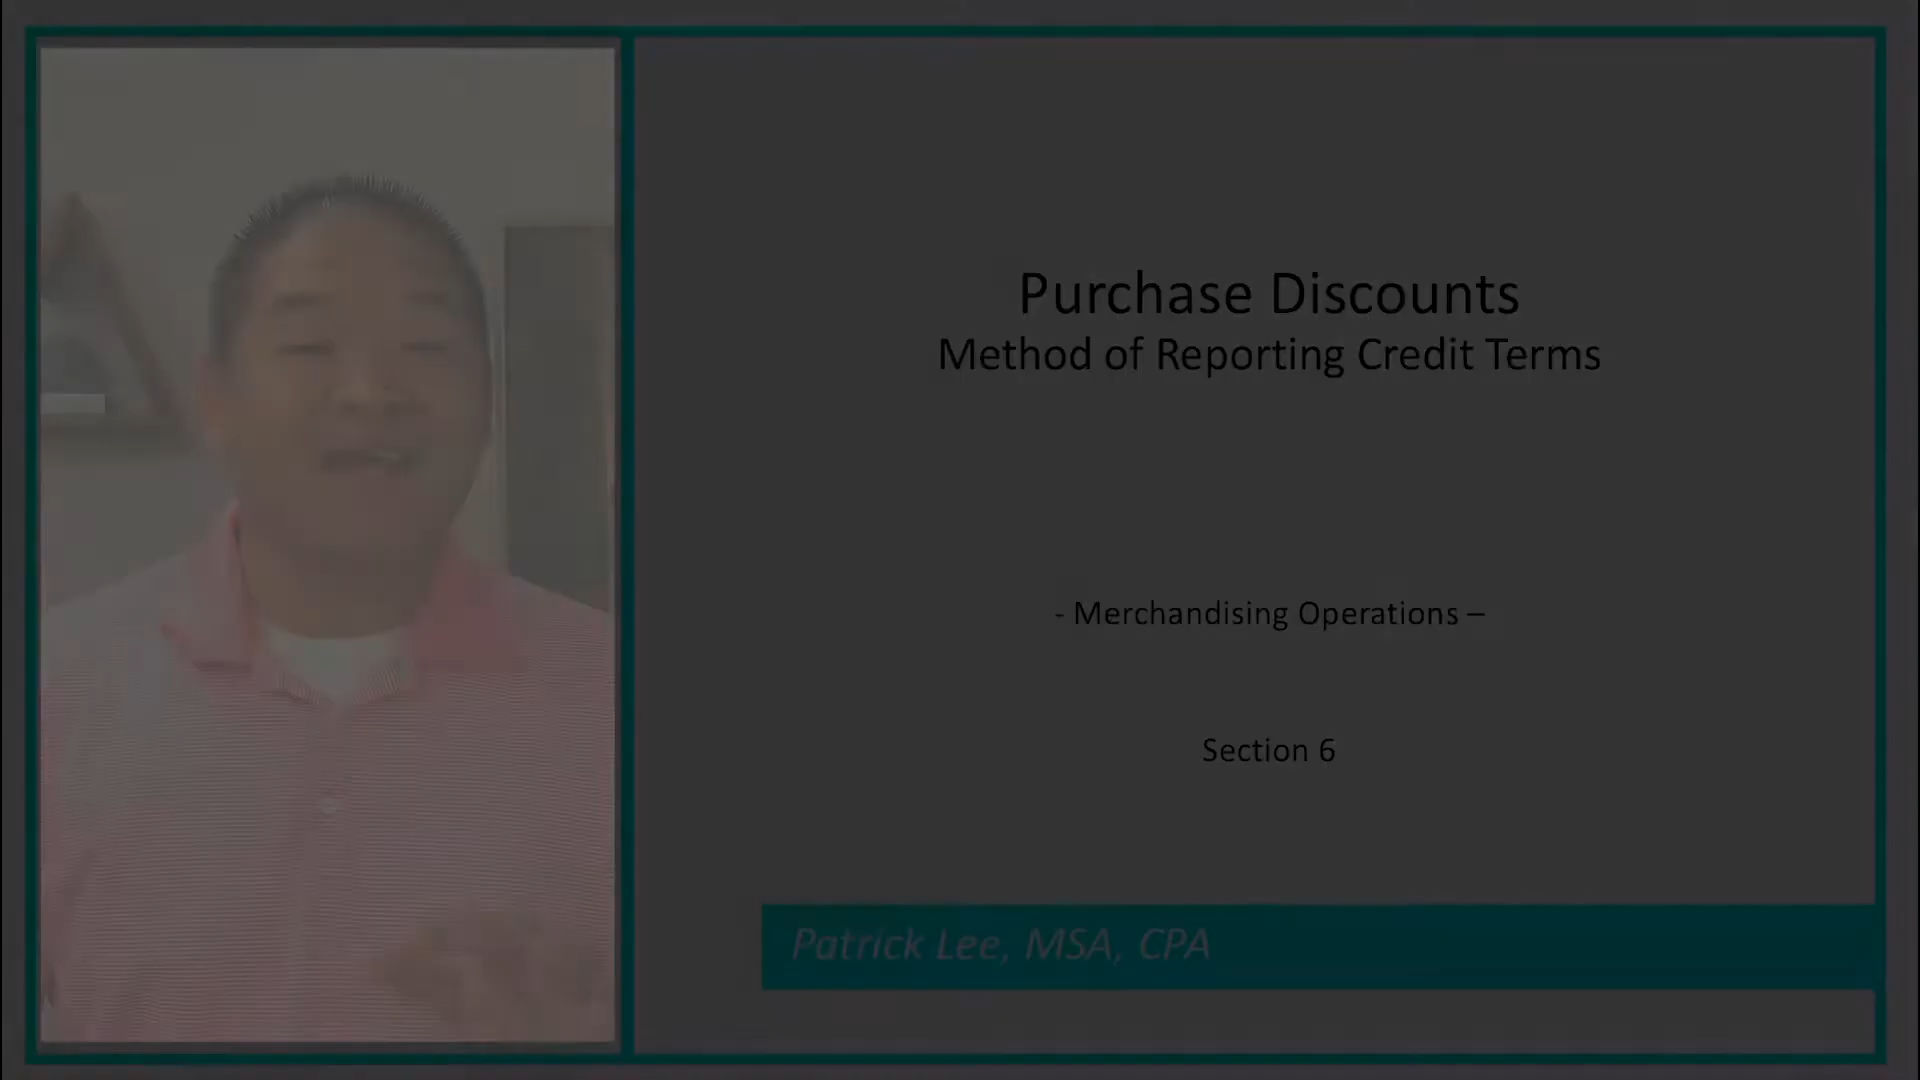 Purchase Discounts
Method of Reporting Credit Terms
- Merchandising Operations –
Section 6
Patrick Lee, MSA, CPA